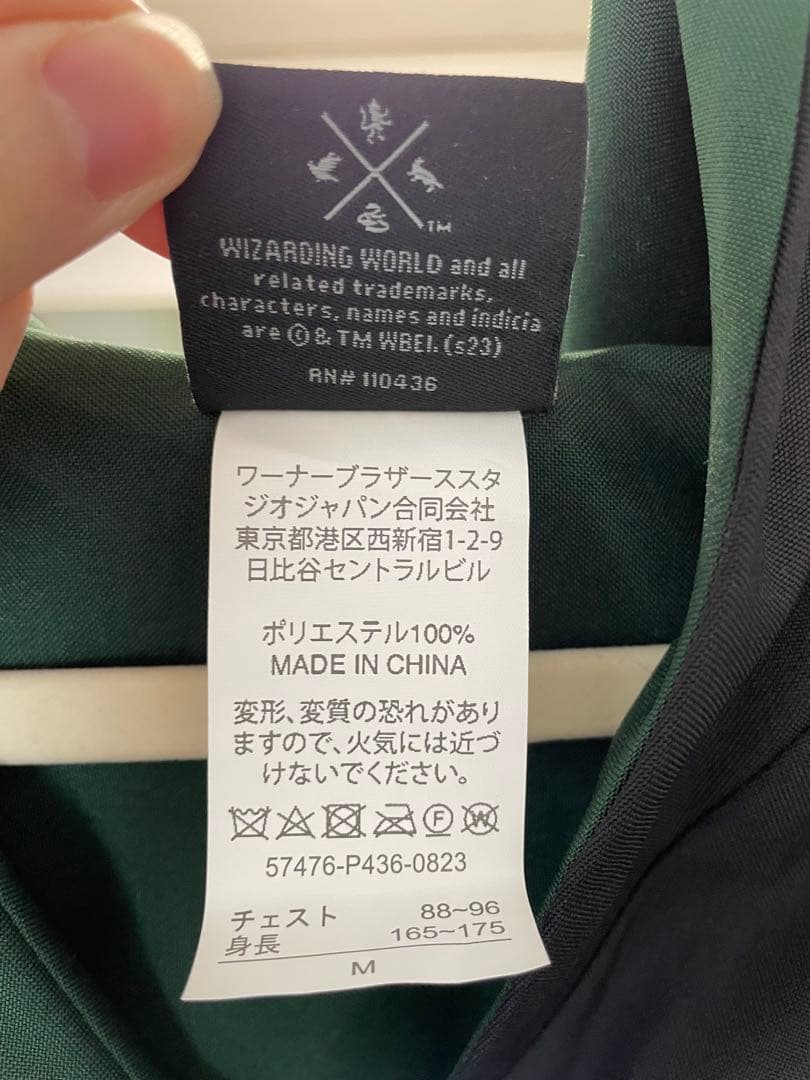 TM
WIZARDING WORLD and all
related trademarks,
characters, names and indicia
are © & TM WBEI. (s23)
RN# 110436
ワーナーブラザーススタ
ジオジャパン合同会社
東京都港区西新宿1-2-9
日比谷セントラルビル
ポリエステル100%
MADE IN CHINA
変形、変質の恐れがあり
ますので、火気には近づ
けないでください。
F W
57476-P436-0823
チェスト 88~96
身長 165~175
M